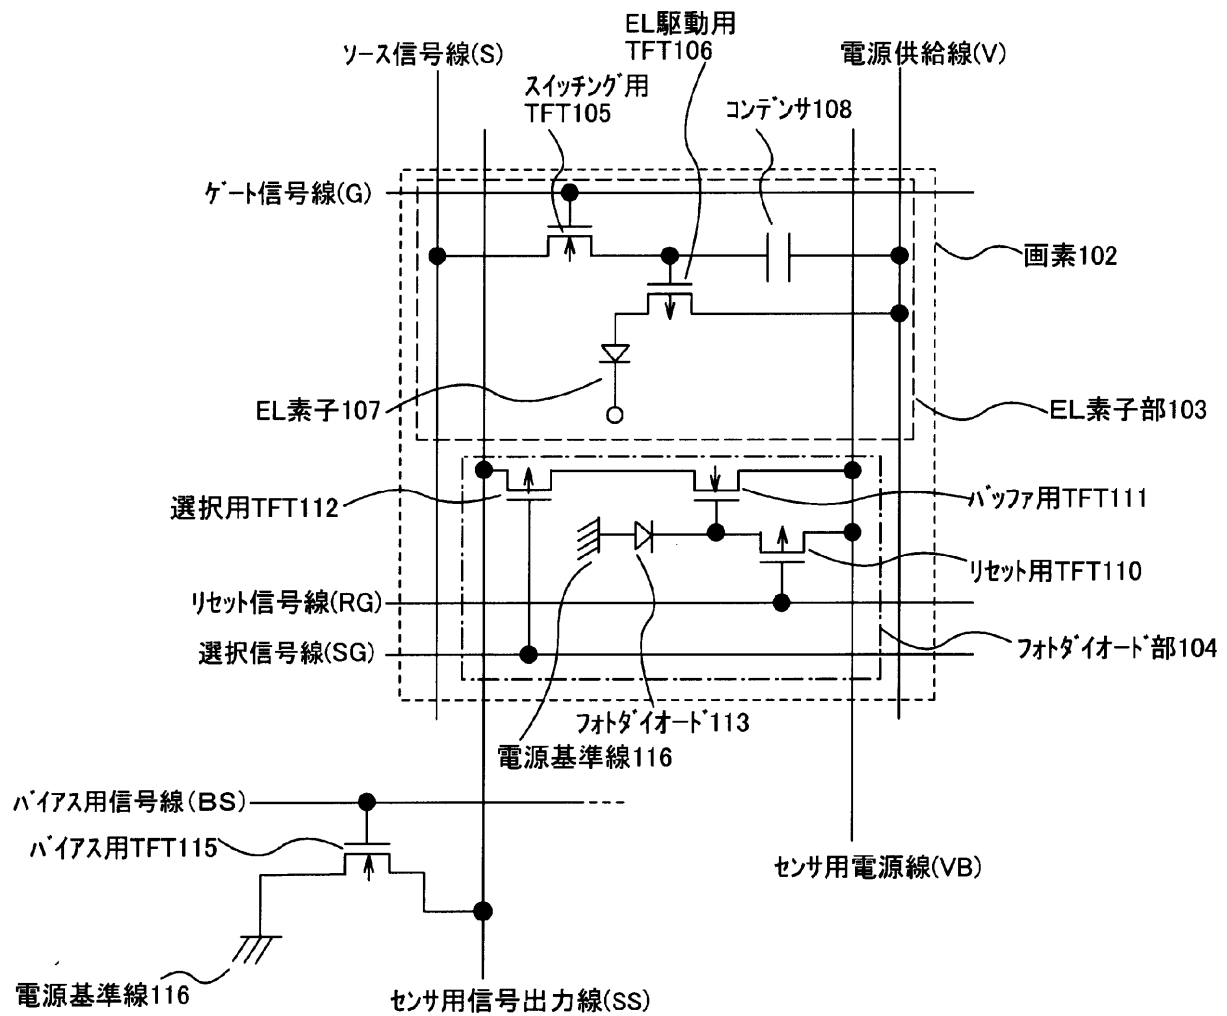 EL駆動用
TFT106
ソース信号線(S)
電源供給線(V)
スイッチング用
TFT105
コンデンサ108
ゲート信号線(G)
画素102
EL素子107
EL素子部103
選択用TFT112
バッファ用TFT111
リセット用TFT110
リセット信号線(RG)
選択信号線(SG)
フォトダイオード部104
フォトダイオード113
電源基準線116
バイアス用信号線(BS)
バイアス用TFT115
センサ用電源線(VB)
電源基準線116
センサ用信号出力線(SS)